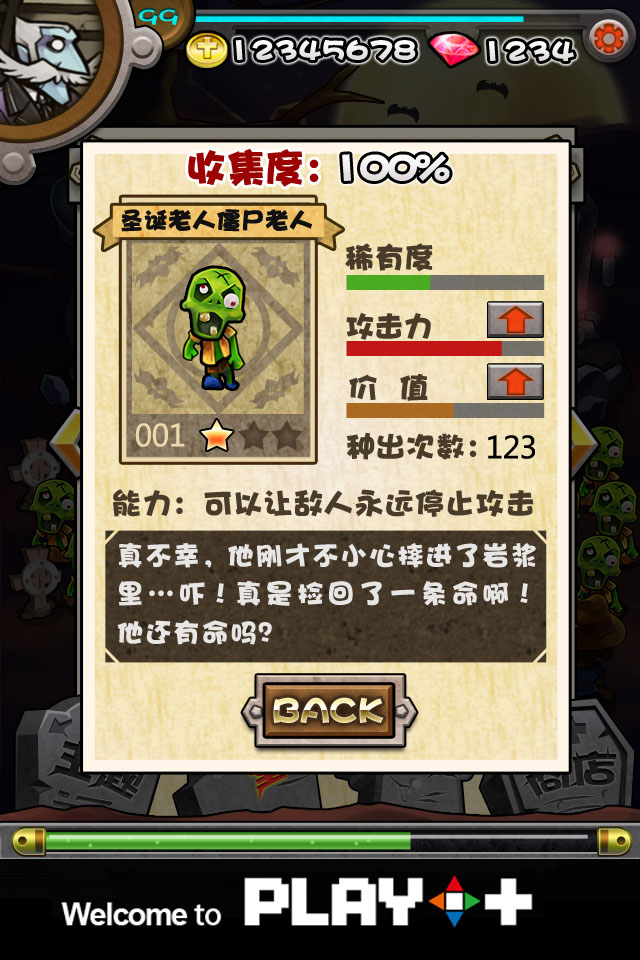 99
12345678
1234
收集度：100%
圣诞老人僵尸老人
稀有度
攻击力
价 值
001
种出次数：123
能力：可以让敌人永远停止攻击
真不幸，他刚才不小心摔进了岩浆
里…吓！真是捡回了一条命啊！
他还有命吗？
BACK
Welcome to PLAY+